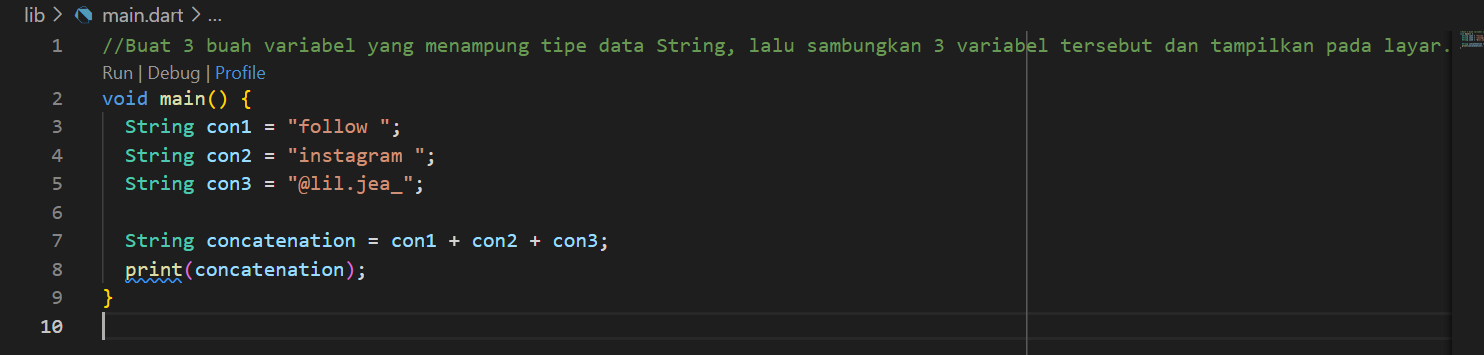 lib > main.dart > ...
1 //Buat 3 buah variabel yang menampung tipe data String, lalu sambungkan 3 variabel tersebut dan tampilkan pada layar.
Run | Debug | Profile
2 void main() {
3 String con1 = "follow ";
4 String con2 = "instagram ";
5 String con3 = "@lil.jea_";
6
7 String concatenation = con1 + con2 + con3;
8 print(concatenation);
9 }
10